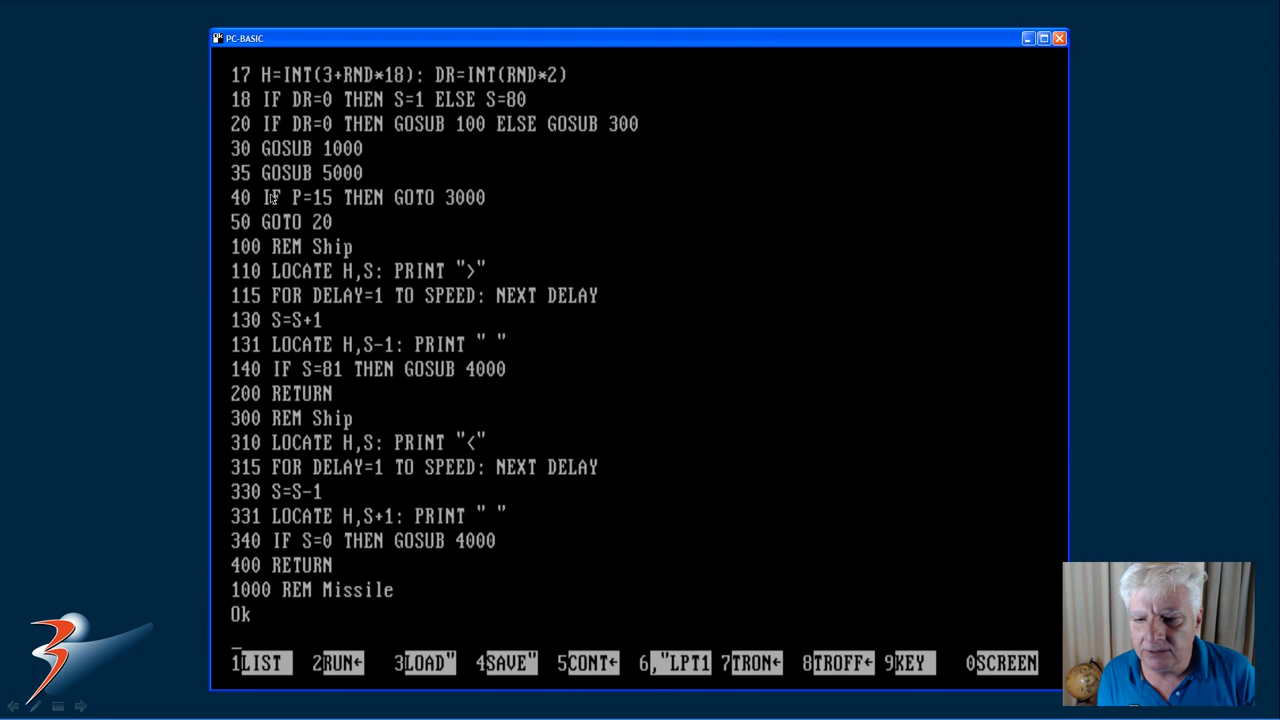 PC-BASIC
17 H=INT(3+RND*18): DR=INT(RND*2)
18 IF DR=0 THEN S=1 ELSE S=80
20 IF DR=0 THEN GOSUB 100 ELSE GOSUB 300
30 GOSUB 1000
35 GOSUB 5000
40 IF P=15 THEN GOTO 3000
50 GOTO 20
100 REM Ship
110 LOCATE H,S: PRINT ">"
115 FOR DELAY=1 TO SPEED: NEXT DELAY
130 S=S+1
131 LOCATE H,S-1: PRINT " "
140 IF S=81 THEN GOSUB 4000
200 RETURN
300 REM Ship
310 LOCATE H,S: PRINT "<"
315 FOR DELAY=1 TO SPEED: NEXT DELAY
330 S=S-1
331 LOCATE H,S+1: PRINT " "
340 IF S=0 THEN GOSUB 4000
400 RETURN
1000 REM Missile
Ok
1LIST 2RUN← 3LOAD" 4SAVE" 5CONT← 6,"LPT1 7TRON← 8TROFF← 9KEY 0SCREEN